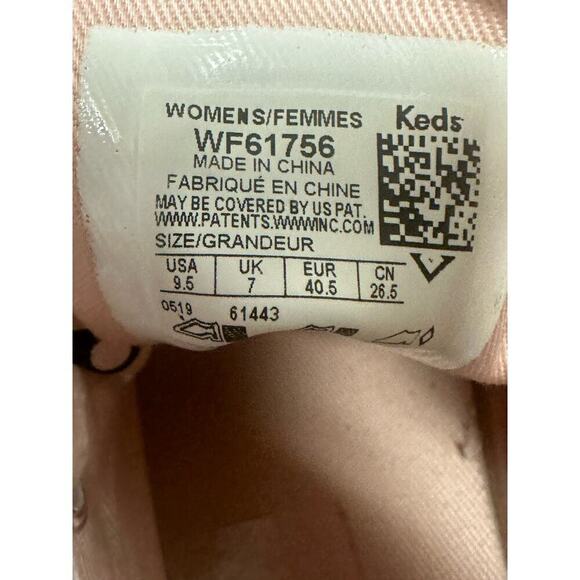 WOMENS/FEMMES Keds
WF61756
MADE IN CHINA
FABRIQUÉ EN CHINE
MAY BE COVERED BY US PAT.
WWW.PATENTS.WWWINC.COM
SIZE/GRANDEUR
USA UK EUR CN
9.5 7 40.5 26.5
0519 61443